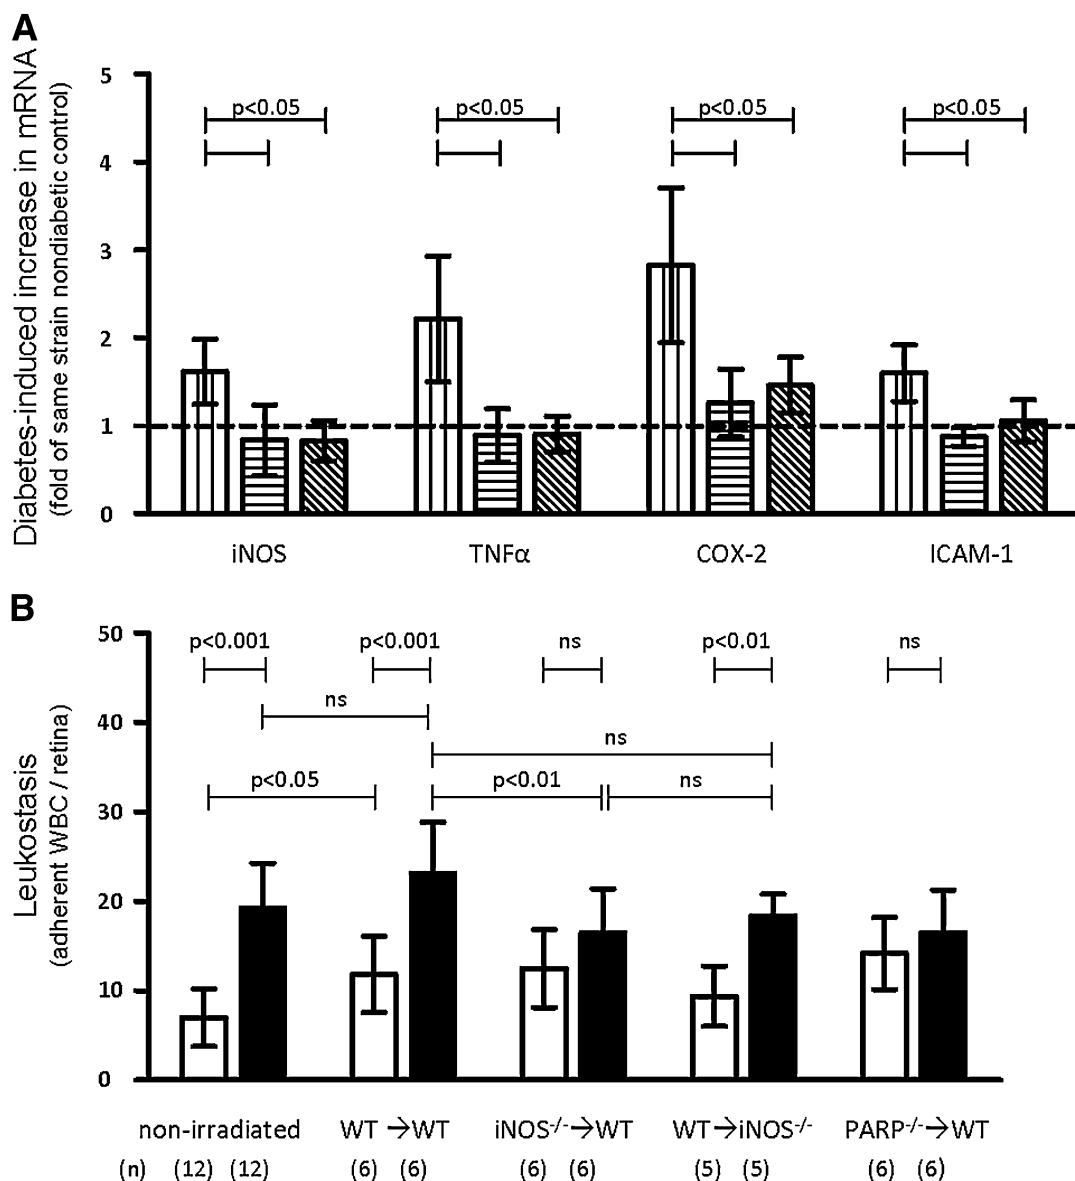 A
Diabetes-induced increase in mRNA
(fold of same strain nondiabetic control)
5
4
3
2
1
0
p<0.05 p<0.05 p<0.05 p<0.05
iNOS TNFα COX-2 ICAM-1
B
Leukostasis
(adherent WBC / retina)
50
40
30
20
10
0
p<0.001 p<0.001 ns p<0.01 ns
ns
ns
p<0.05 p<0.01 ns
non-irradiated WT →WT iNOS⁻/⁻→WT WT→iNOS⁻/⁻ PARP⁻/⁻→WT
(n) (12) (12) (6) (6) (6) (6) (5) (5) (6) (6)